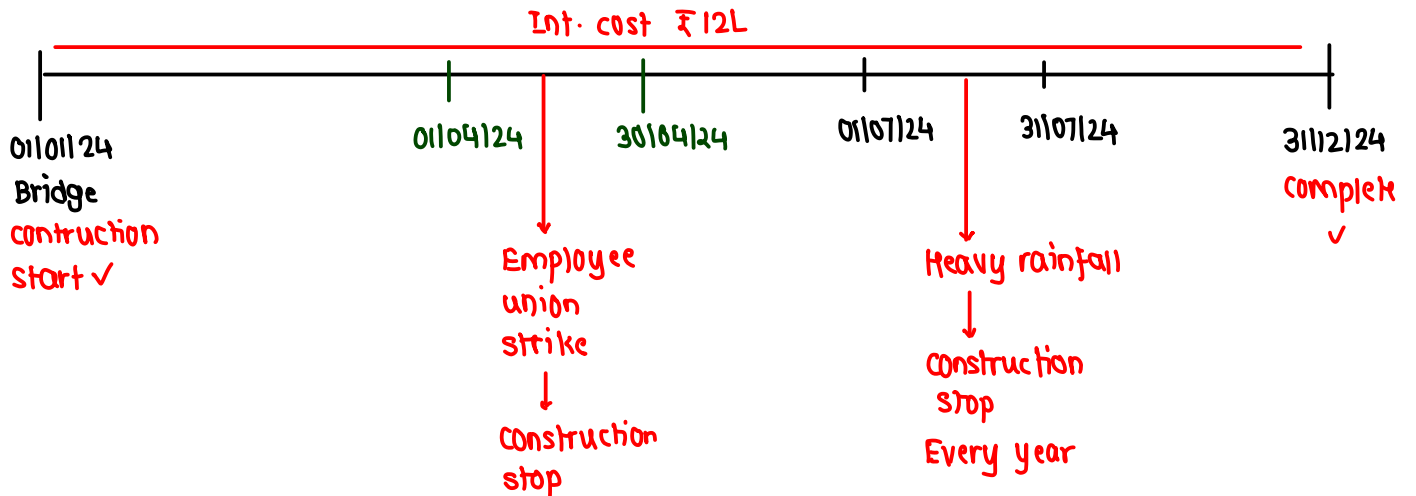 Int. cost ₹12L
01/01/24
Bridge
contruction
start ✓
01/04/24
30/04/24
01/07/24
31/07/24
31/12/24
complete
✓
Employee
union
strike
construction
stop
Heavy rainfall
construction
stop
Every year